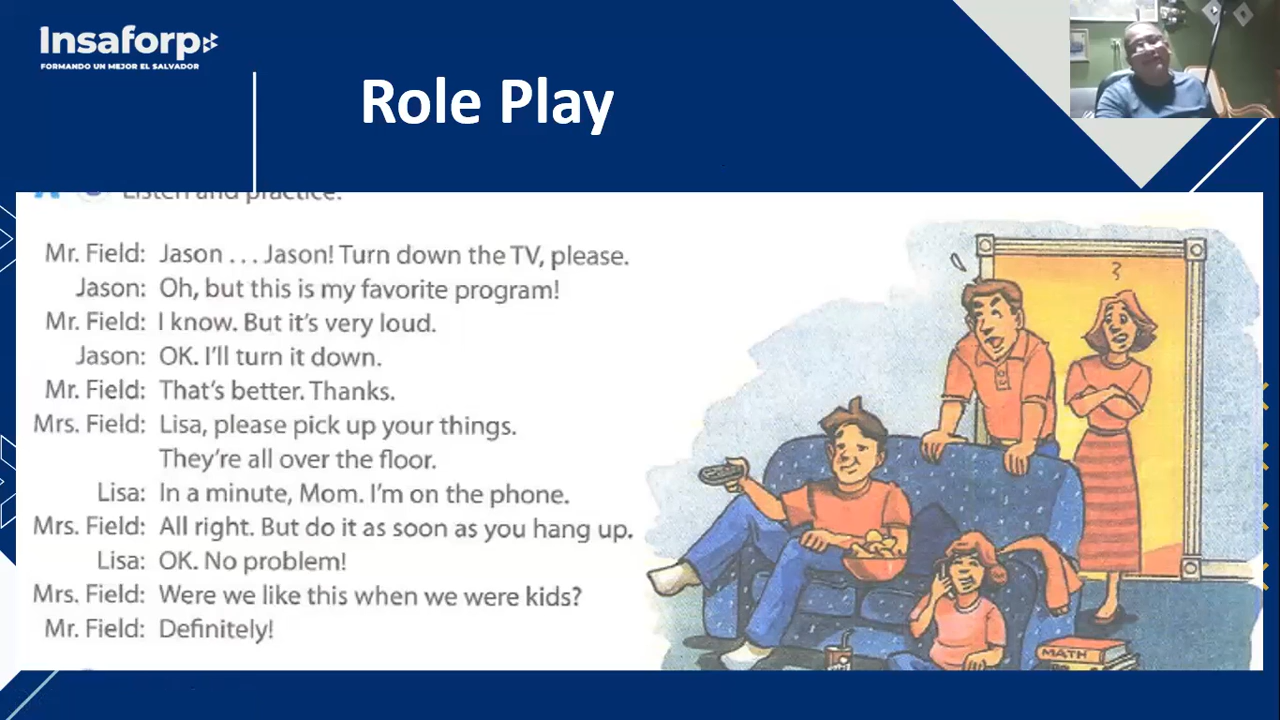 Insaforp
FORMANDO UN MEJOR EL SALVADOR
Role Play
Listen and practice.
Mr. Field: Jason . . . Jason! Turn down the TV, please.
Jason: Oh, but this is my favorite program!
Mr. Field: I know. But it's very loud.
Jason: OK. I'll turn it down.
Mr. Field: That's better. Thanks.
Mrs. Field: Lisa, please pick up your things.
They're all over the floor.
Lisa: In a minute, Mom. I'm on the phone.
Mrs. Field: All right. But do it as soon as you hang up.
Lisa: OK. No problem!
Mrs. Field: Were we like this when we were kids?
Mr. Field: Definitely!
?
MATH